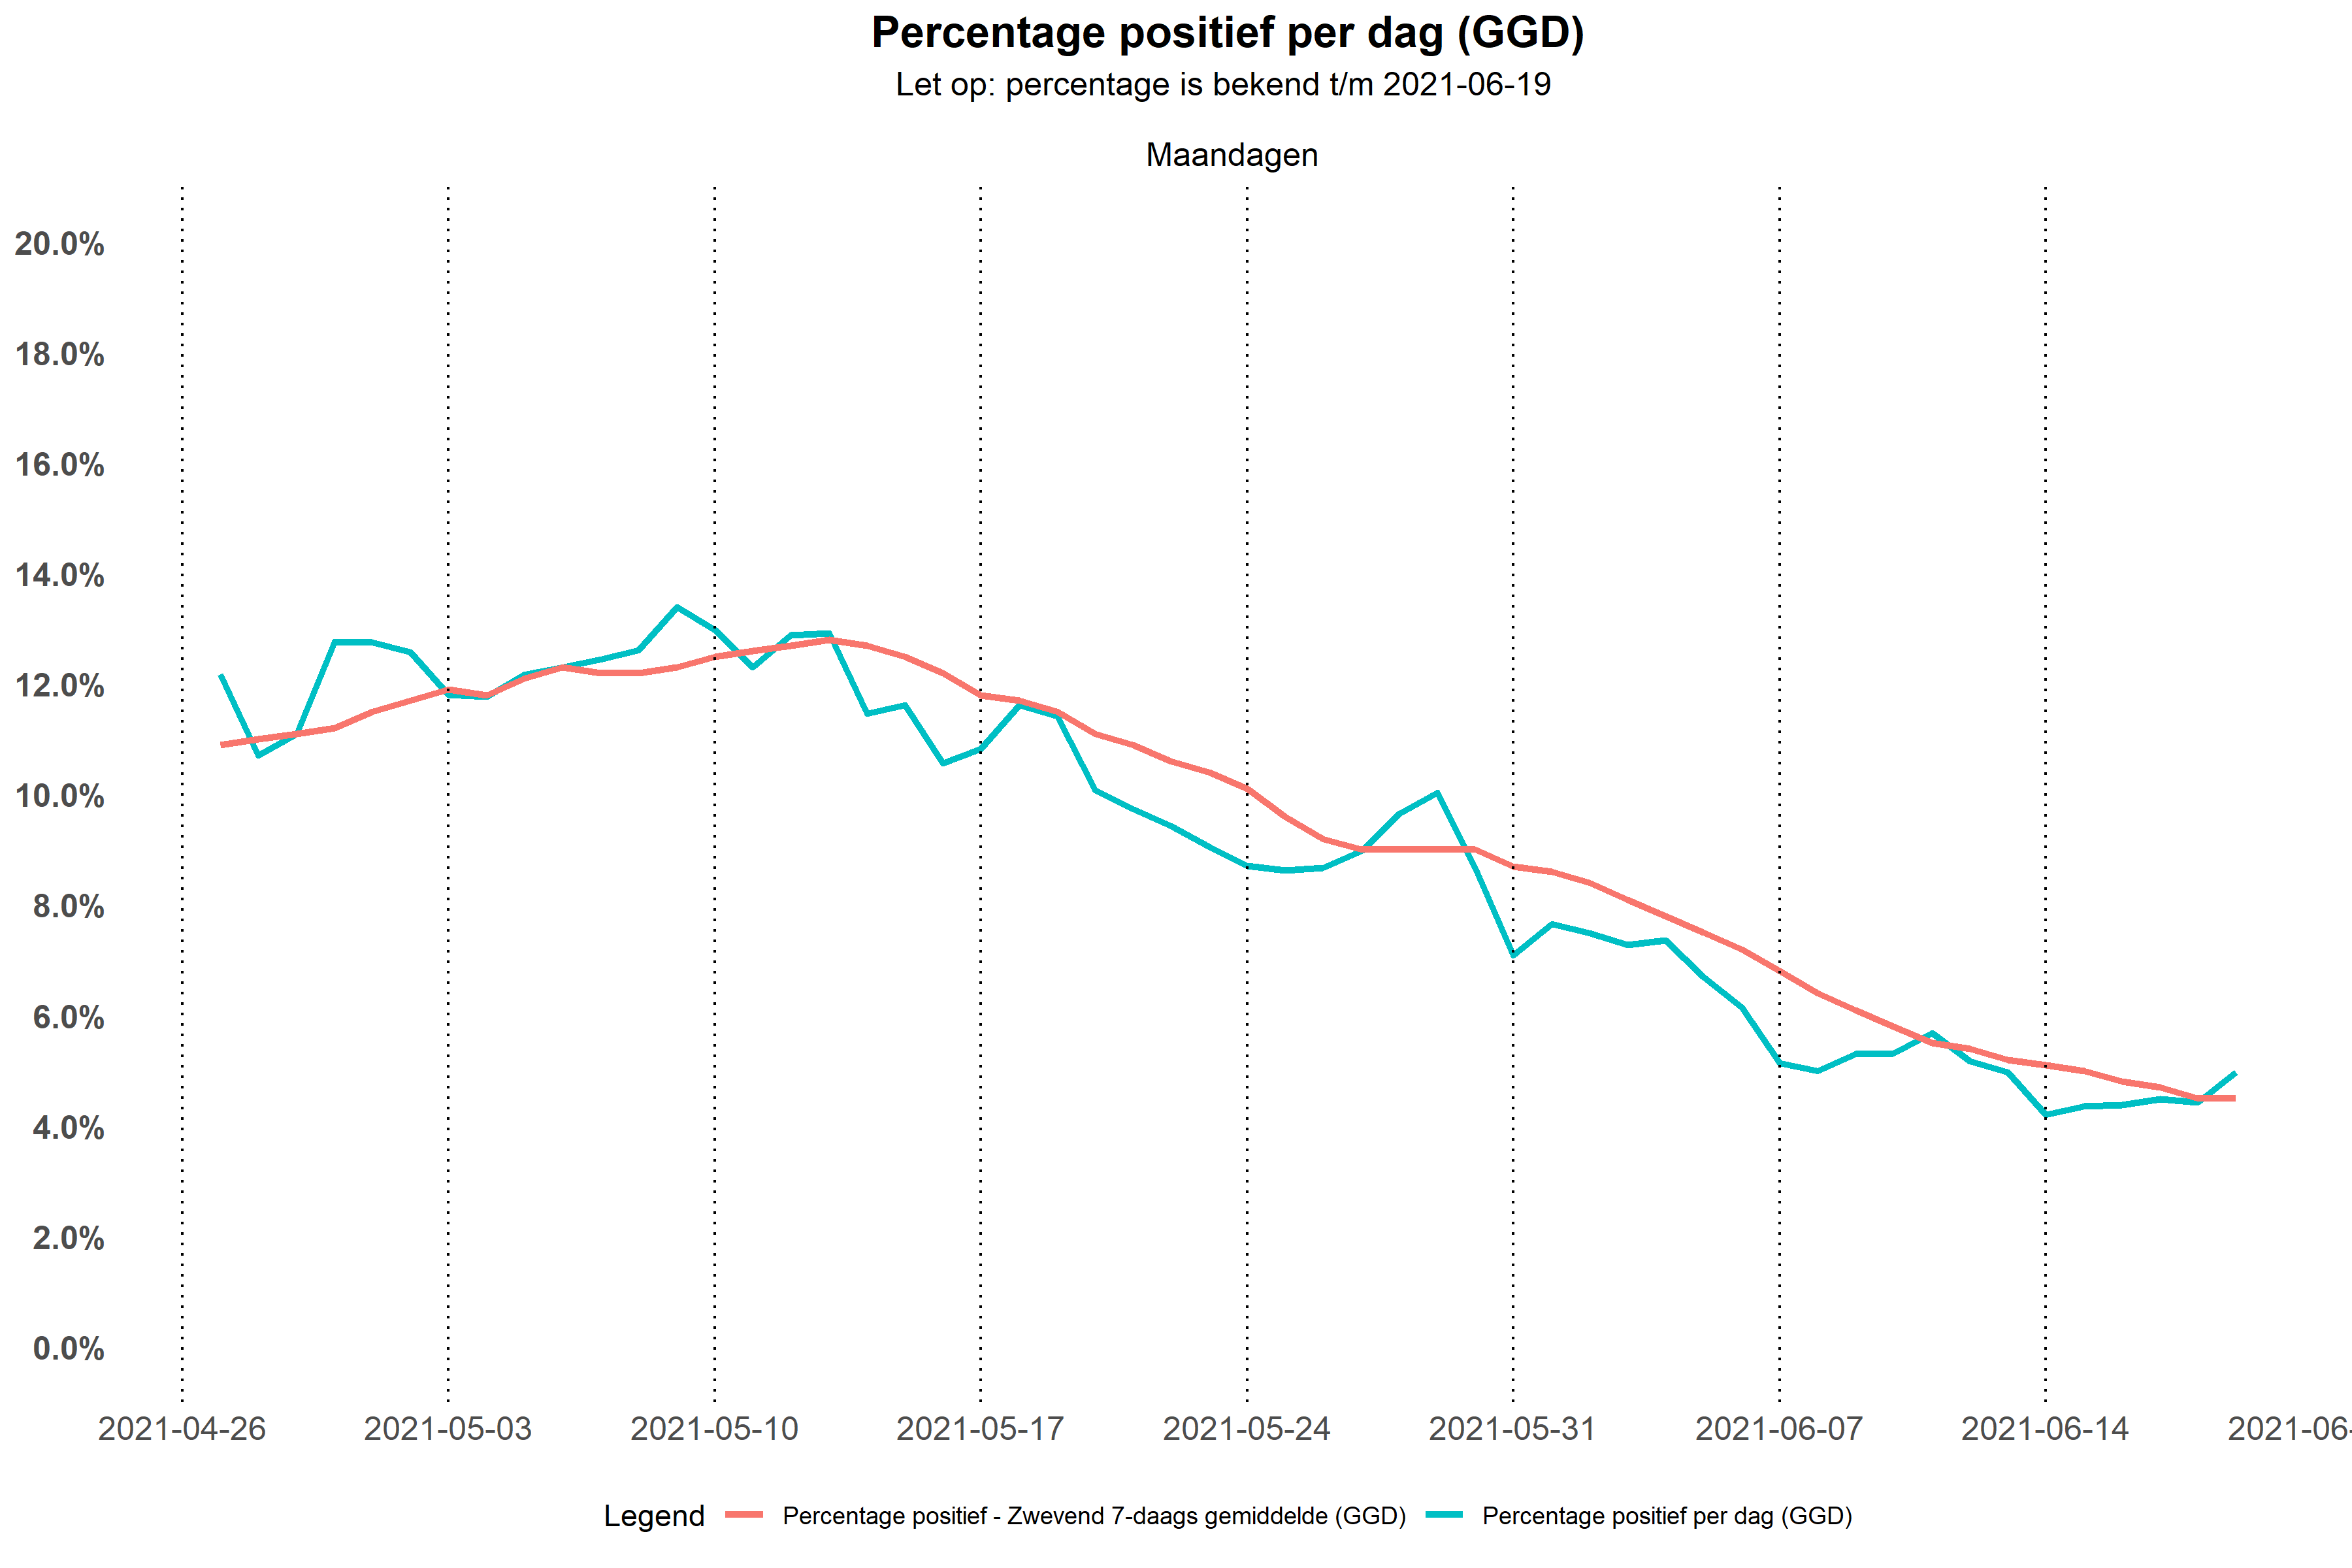 Percentage positief per dag (GGD)
Let op: percentage is bekend t/m 2021-06-19
Maandagen
20.0%
18.0%
16.0%
14.0%
12.0%
10.0%
8.0%
6.0%
4.0%
2.0%
0.0%
2021-04-26 2021-05-03 2021-05-10 2021-05-17 2021-05-24 2021-05-31 2021-06-07 2021-06-14 2021-06-
Legend Percentage positief - Zwevend 7-daags gemiddelde (GGD) Percentage positief per dag (GGD)